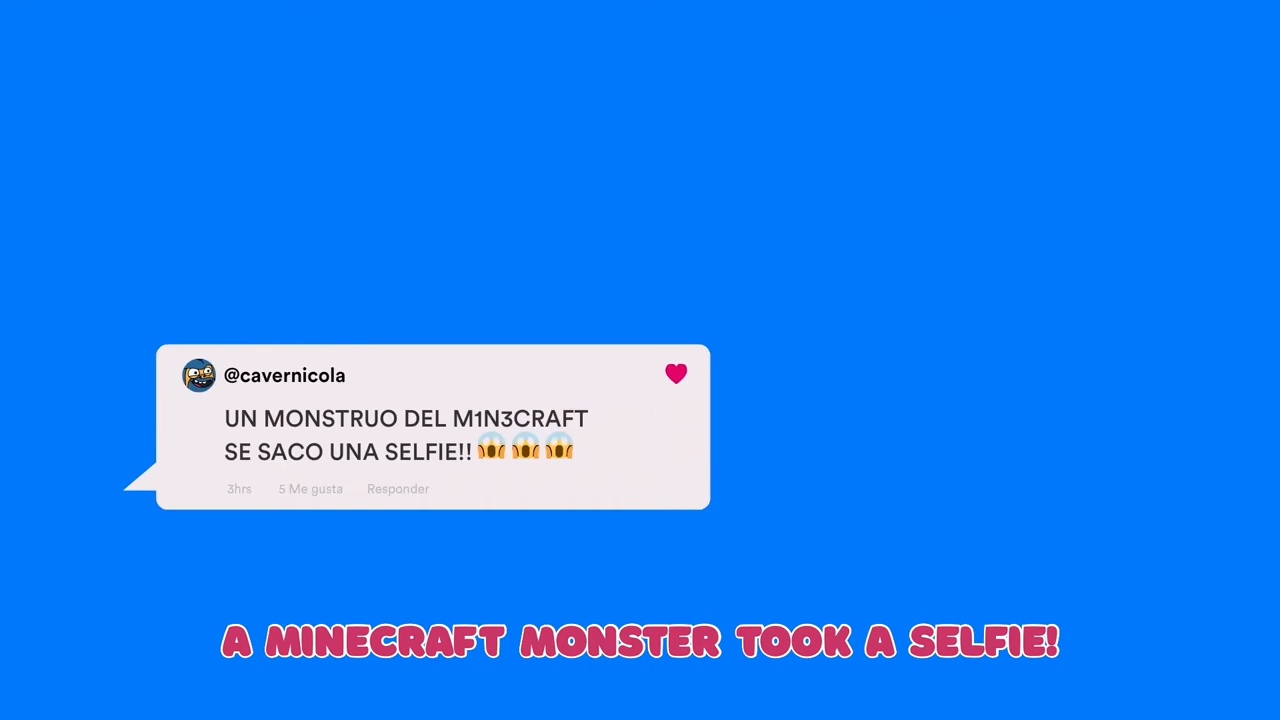 @cavernicola
UN MONSTRUO DEL M1N3CRAFT
SE SACO UNA SELFIE!! 😱😱😱
3hrs 5 Me gusta Responder
A MINECRAFT MONSTER TOOK A SELFIE!